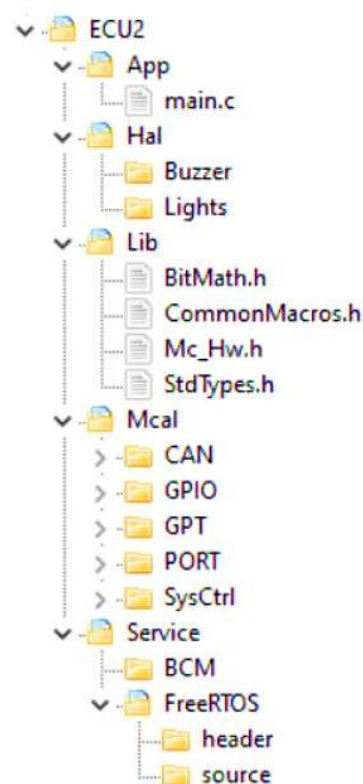 ECU2
App
main.c
Hal
Buzzer
Lights
Lib
BitMath.h
CommonMacros.h
Mc_Hw.h
StdTypes.h
Mcal
CAN
GPIO
GPT
PORT
SysCtrl
Service
BCM
FreeRTOS
header
source